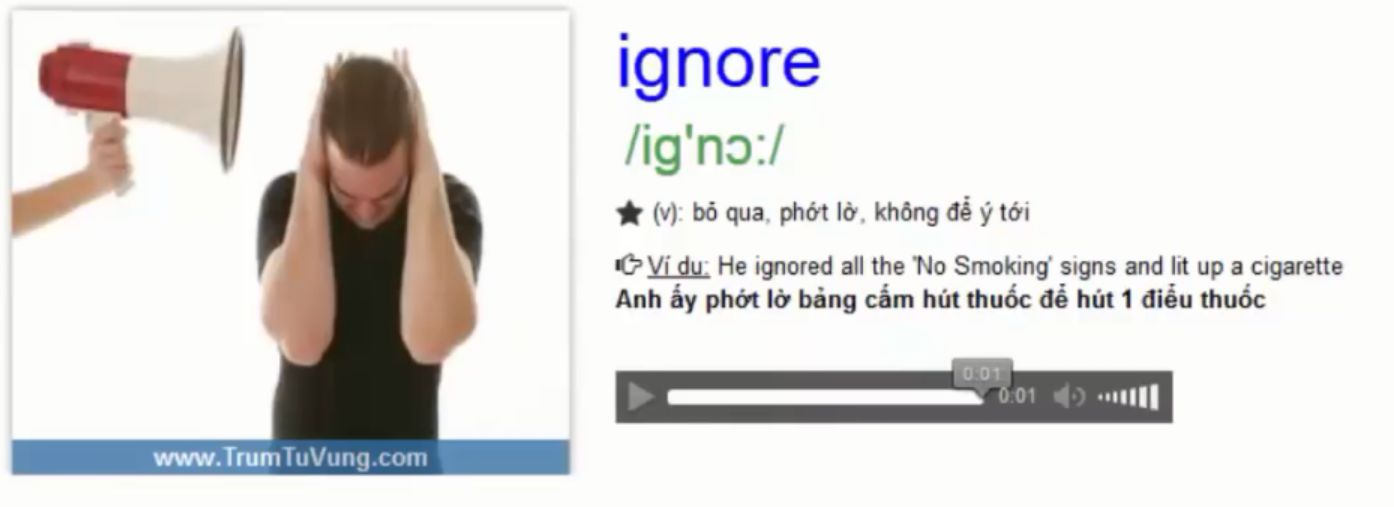 ignore
/ig'nɔ:/
★ (v): bỏ qua, phớt lờ, không để ý tới
Ví dụ: He ignored all the 'No Smoking' signs and lit up a cigarette
Anh ấy phớt lờ bảng cấm hút thuốc để hút 1 điếu thuốc
0:01
0:01
www.TrumTuVung.com